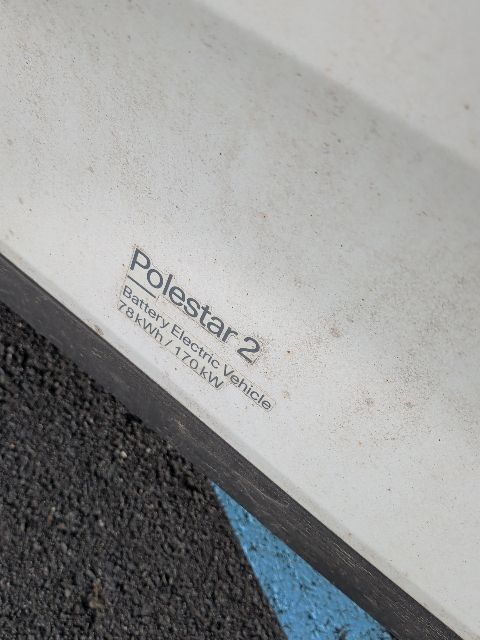 Polestar 2
Battery Electric Vehicle
78 kWh / 170 kW